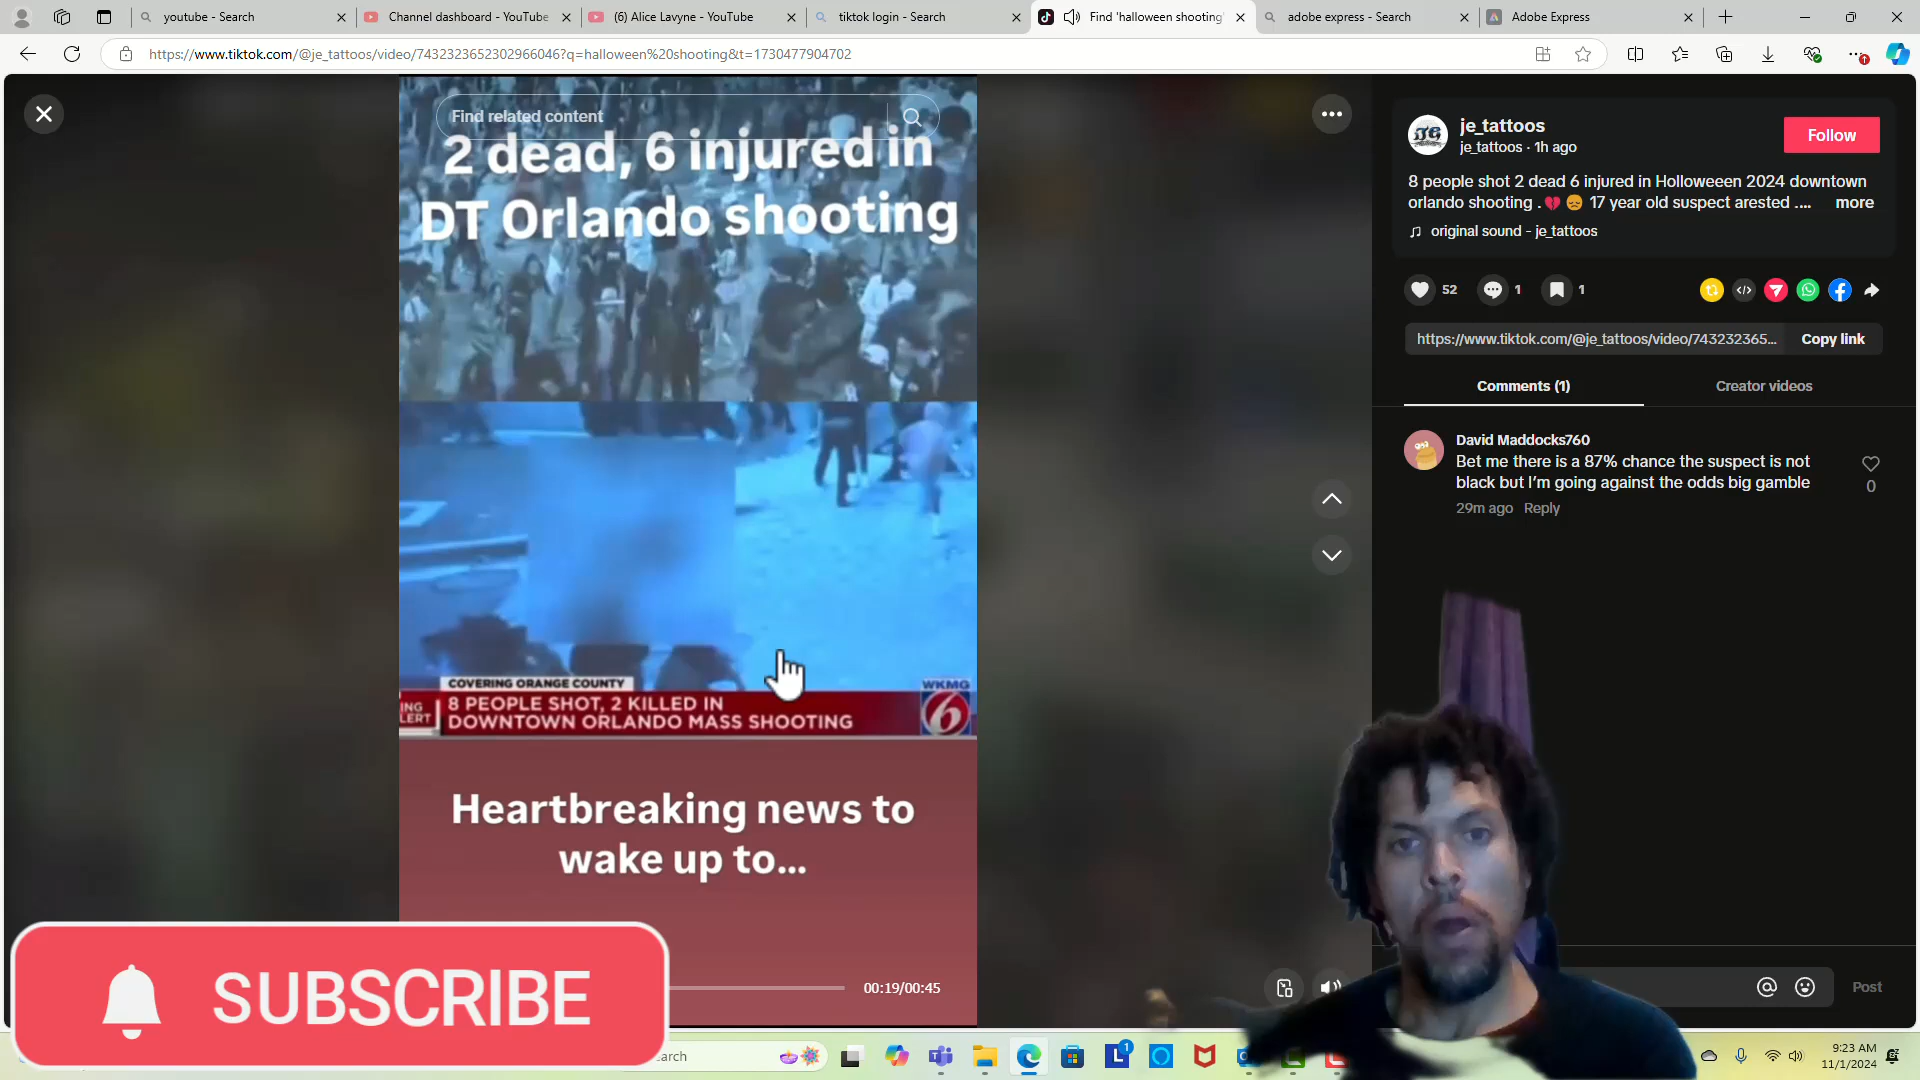 youtube - Search
Channel dashboard - YouTube
(6) Alice Lavyne - YouTube
tiktok login - Search
Find 'halloween shooting'
adobe express - Search
Adobe Express
https://www.tiktok.com/@je_tattoos/video/7432323652302966046?q=halloween%20shooting&t=1730477904702
Find related content
2 dead, 6 injured in
DT Orlando shooting
COVERING ORANGE COUNTY
8 PEOPLE SHOT, 2 KILLED IN
DOWNTOWN ORLANDO MASS SHOOTING
WKMG
6
Heartbreaking news to
wake up to...
00:19/00:45
SUBSCRIBE
je_tattoos
je_tattoos · 1h ago
Follow
8 people shot 2 dead 6 injured in Holloweeen 2024 downtown
orlando shooting .💔 😔 17 year old suspect arested .... more
original sound - je_tattoos
52
1
1
https://www.tiktok.com/@je_tattoos/video/743232365... Copy link
Comments (1)
Creator videos
David Maddocks760
Bet me there is a 87% chance the suspect is not
black but I'm going against the odds big gamble
0
29m ago Reply
Post
9:23 AM
11/1/2024